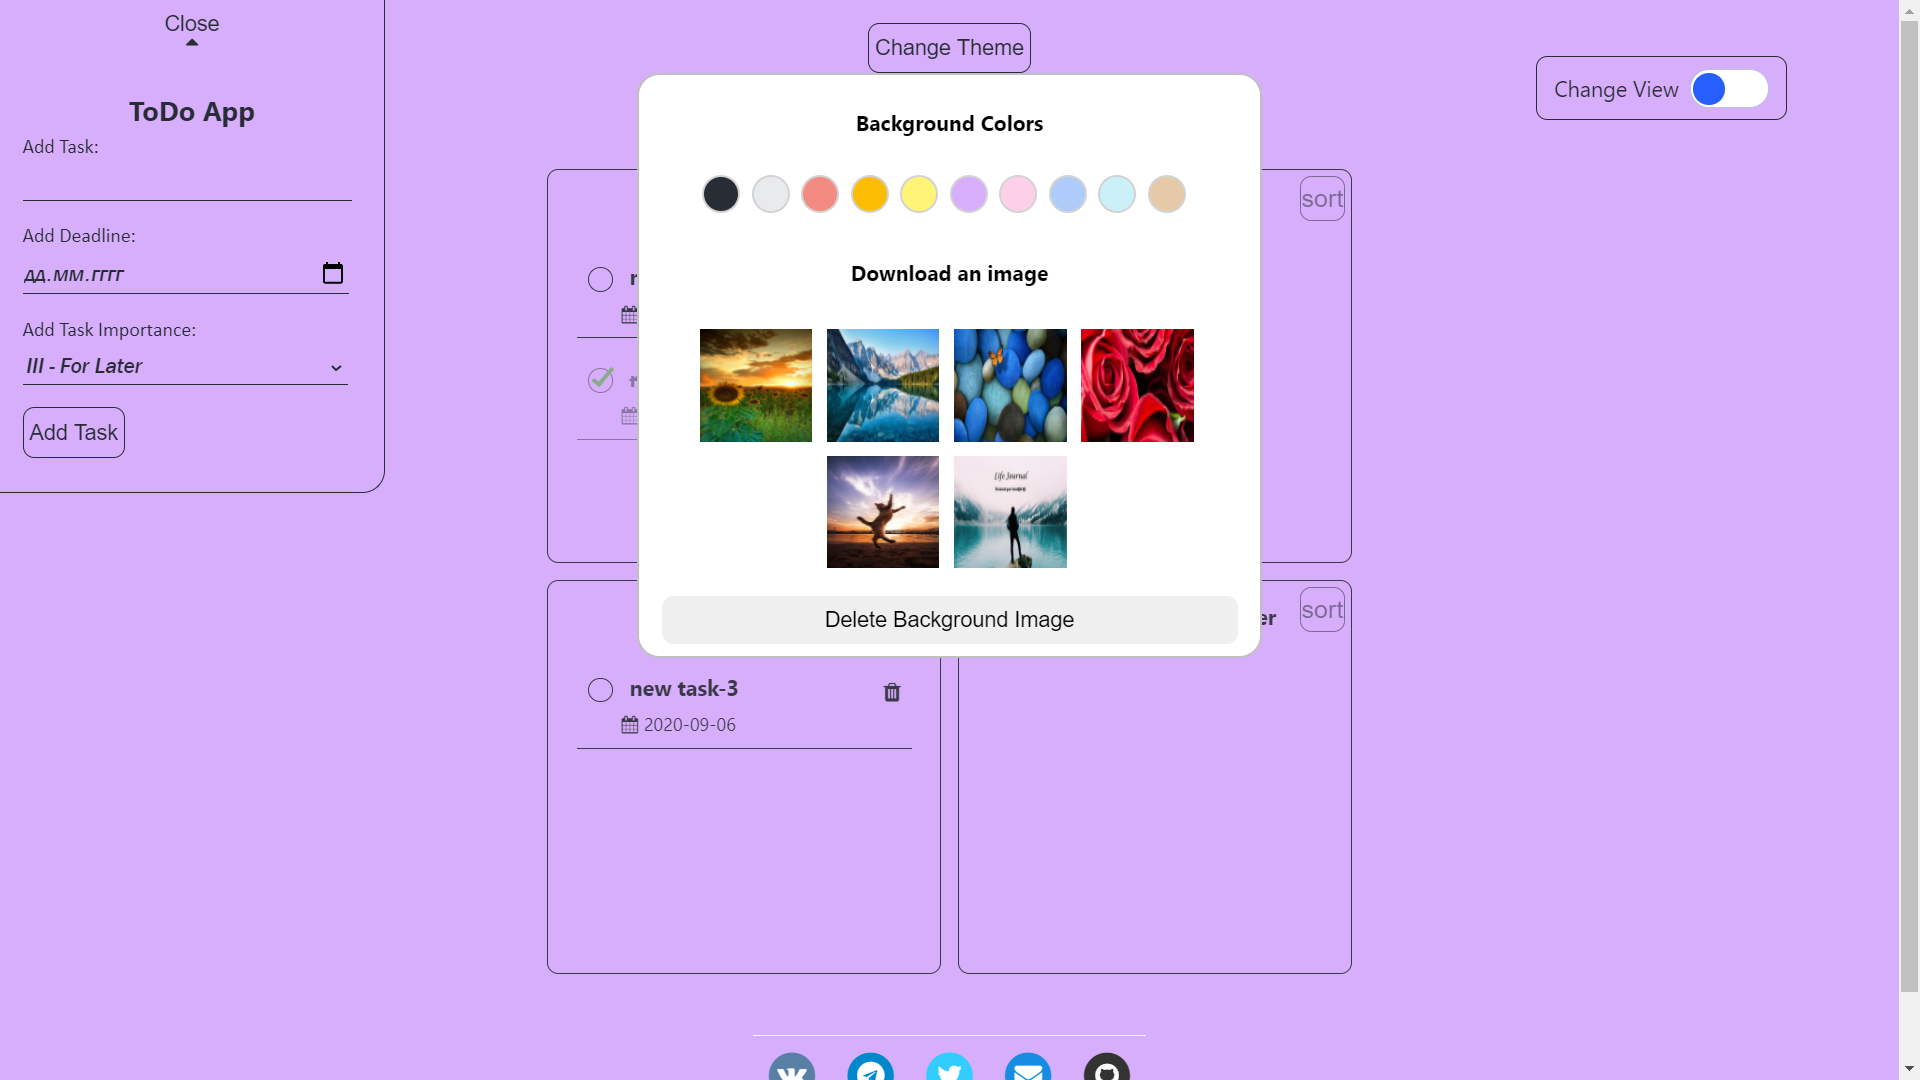 Close
ToDo App
Add Task:
Add Deadline:
ДД.ММ.ГГГГ
Add Task Importance:
III - For Later
Add Task
Change Theme
Change View
Background Colors
Download an image
Life Journal
Delete Background Image
sort
sort
er
new task-3
2020-09-06